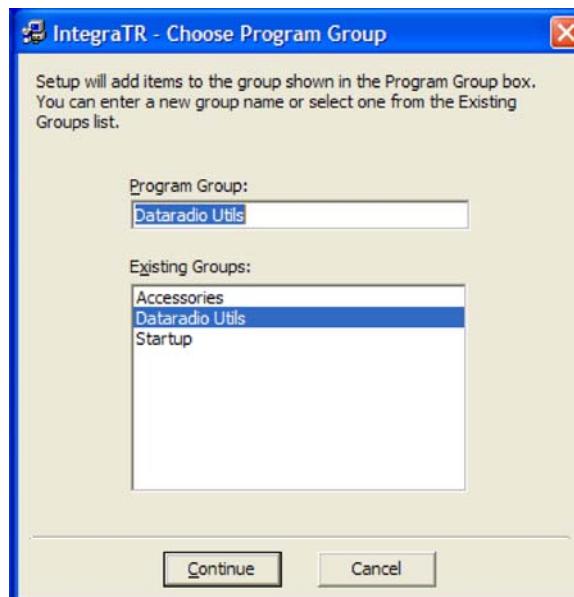 IntegraTR - Choose Program Group
Setup will add items to the group shown in the Program Group box.
You can enter a new group name or select one from the Existing
Groups list.
Program Group:
Dataradio Utils
Existing Groups:
Accessories
Dataradio Utils
Startup
Continue
Cancel